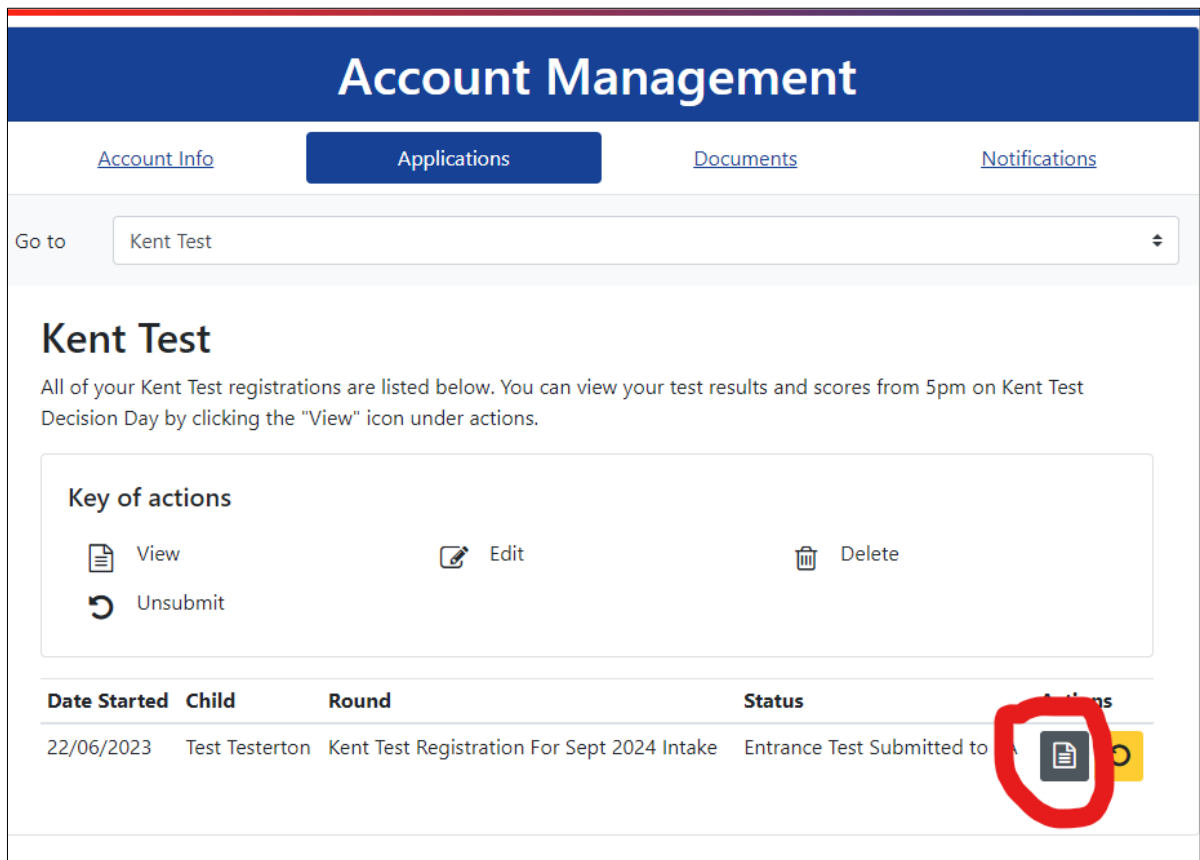 Account Management
Account Info Applications Documents Notifications
Go to Kent Test
Kent Test
All of your Kent Test registrations are listed below. You can view your test results and scores from 5pm on Kent Test
Decision Day by clicking the "View" icon under actions.
Key of actions
View Edit Delete
Unsubmit
Date Started Child Round Status
22/06/2023 Test Testerton Kent Test Registration For Sept 2024 Intake Entrance Test Submitted to